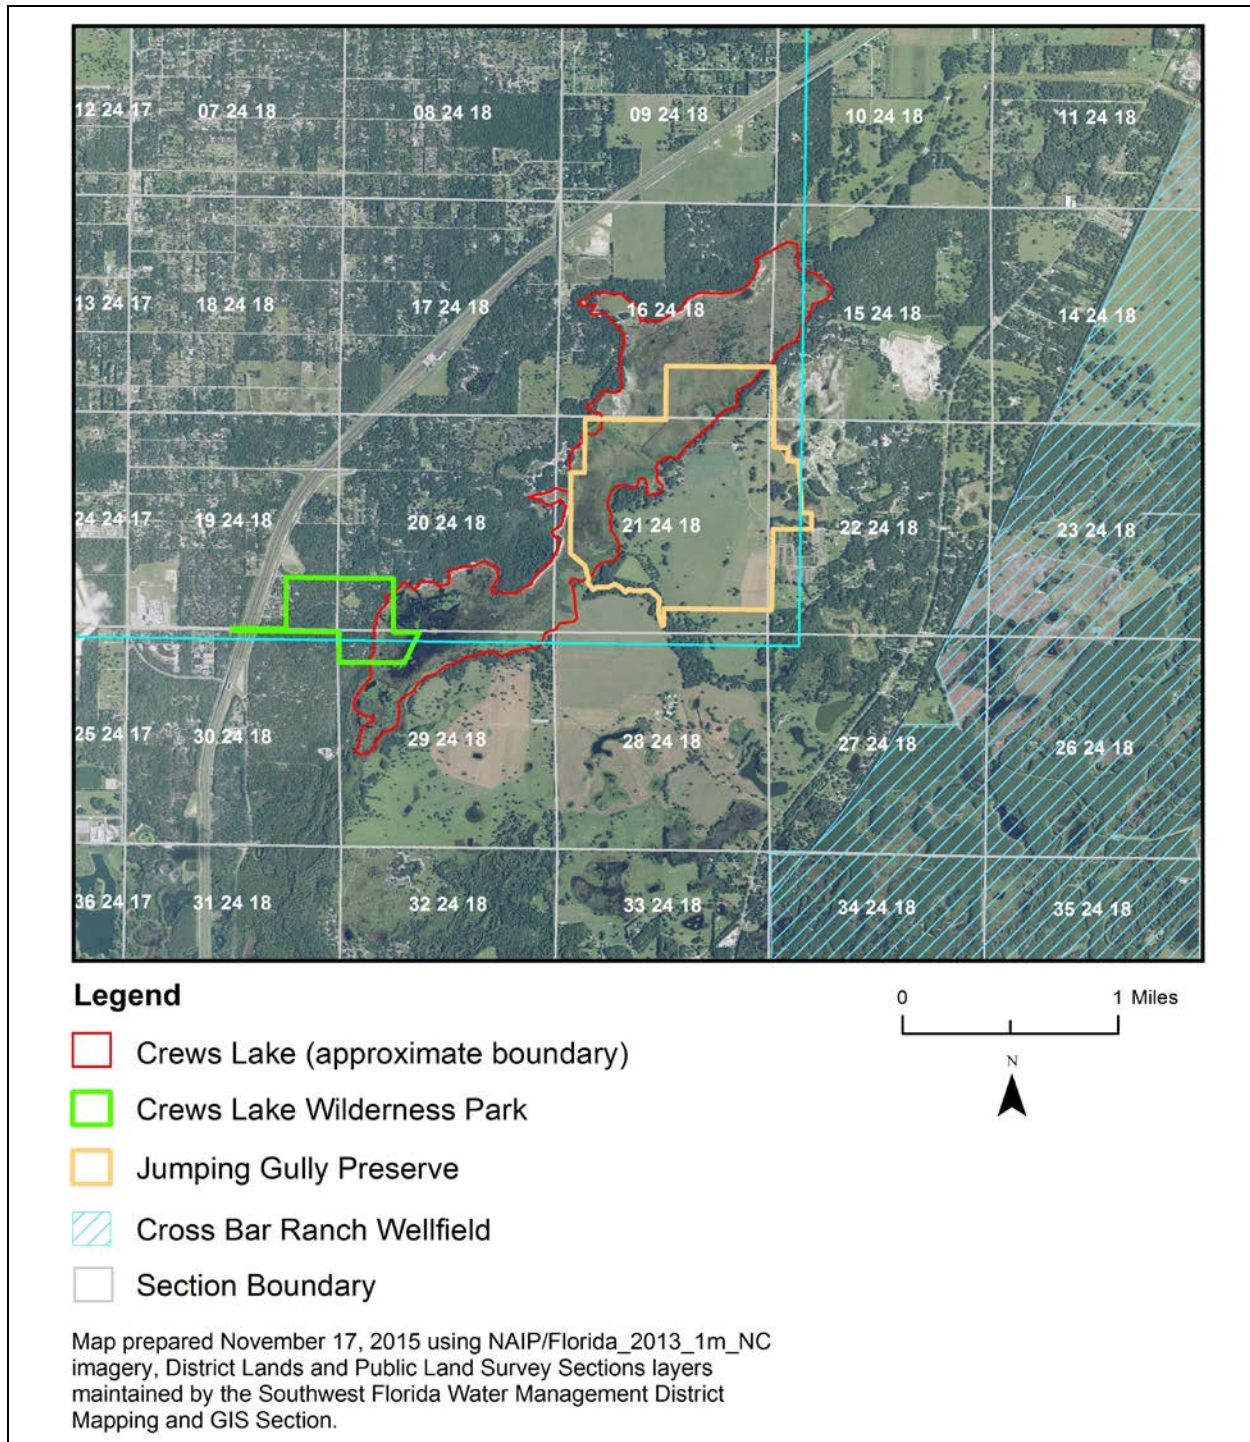 12 24 17 07 24 18 08 24 18 09 24 18 10 24 18 11 24 18
13 24 17 18 24 18 17 24 18 16 24 18 15 24 18 14 24 18
24 24 17 19 24 18 20 24 18 21 24 18 22 24 18 23 24 18
25 24 17 30 24 18 29 24 18 28 24 18 27 24 18 26 24 18
36 24 17 31 24 18 32 24 18 33 24 18 34 24 18 35 24 18
Legend
0 1 Miles
Crews Lake (approximate boundary)
N
Crews Lake Wilderness Park
Jumping Gully Preserve
Cross Bar Ranch Wellfield
Section Boundary
Map prepared November 17, 2015 using NAIP/Florida_2013_1m_NC
imagery, District Lands and Public Land Survey Sections layers
maintained by the Southwest Florida Water Management District
Mapping and GIS Section.